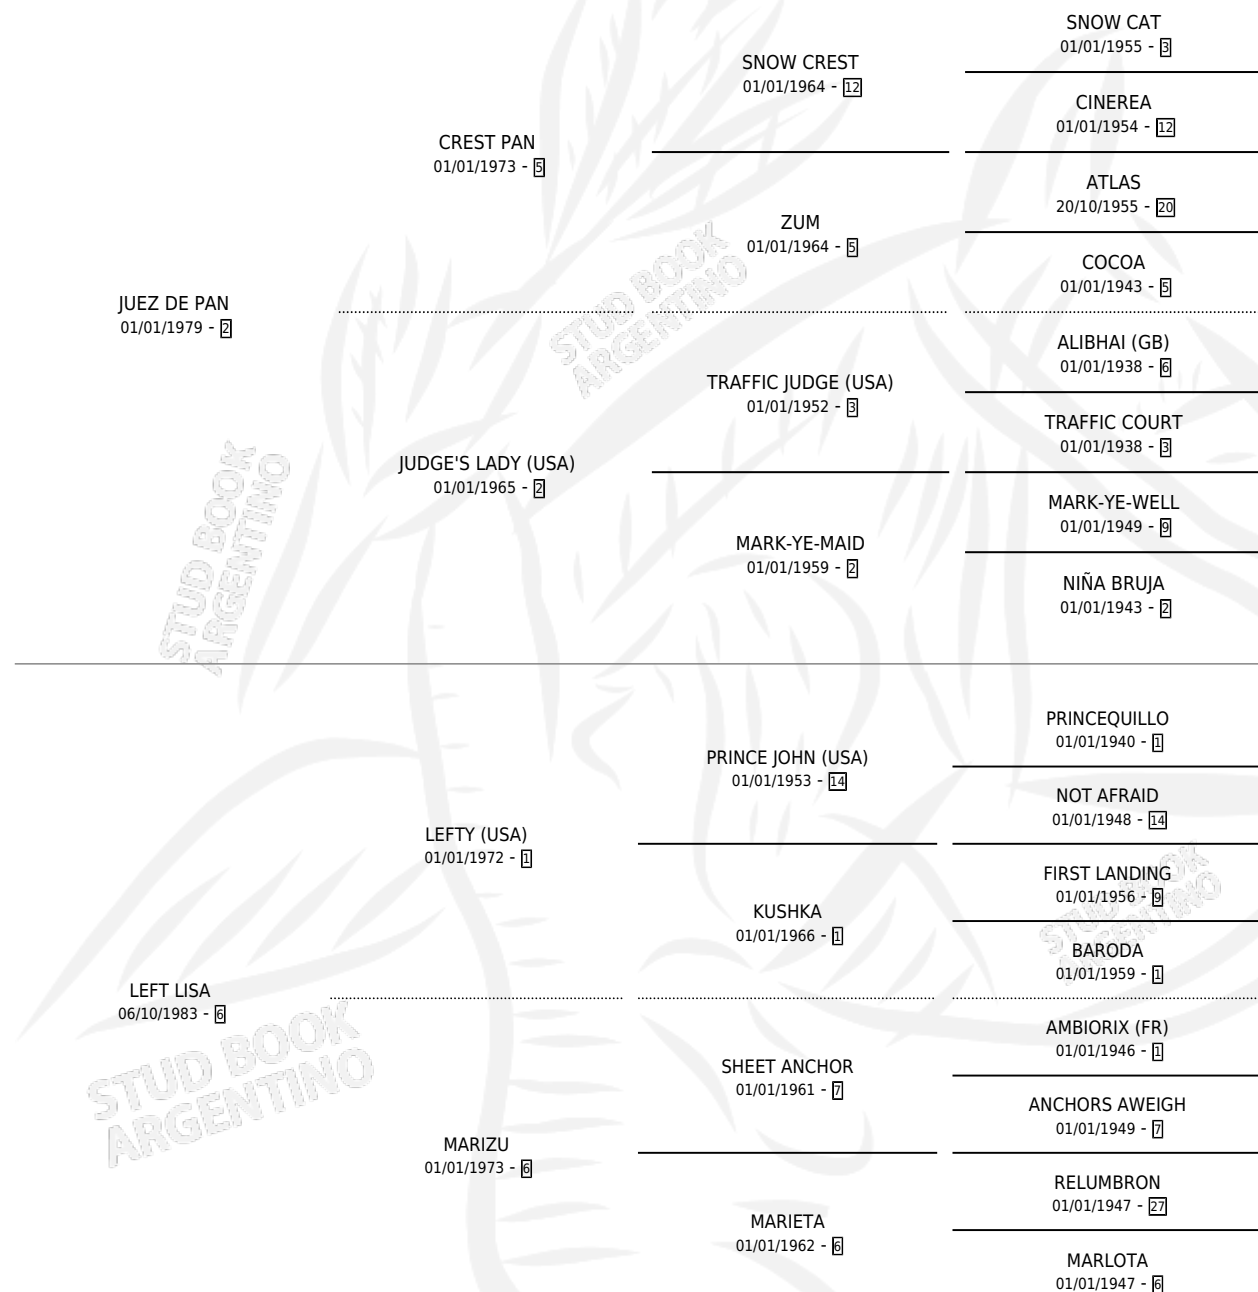 SNOW CAT
01/01/1955 - 3
SNOW CREST
01/01/1964 - 12
CINEREA
01/01/1954 - 12
CREST PAN
01/01/1973 - 5
ATLAS
20/10/1955 - 20
ZUM
01/01/1964 - 5
COCOA
01/01/1943 - 5
JUEZ DE PAN
01/01/1979 - 2
ALIBHAI (GB)
01/01/1938 - 6
TRAFFIC JUDGE (USA)
01/01/1952 - 3
TRAFFIC COURT
01/01/1938 - 3
JUDGE'S LADY (USA)
01/01/1965 - 2
MARK-YE-WELL
01/01/1949 - 9
MARK-YE-MAID
01/01/1959 - 2
NIÑA BRUJA
01/01/1943 - 2
PRINCEQUILLO
01/01/1940 - 1
PRINCE JOHN (USA)
01/01/1953 - 14
NOT AFRAID
01/01/1948 - 14
LEFTY (USA)
01/01/1972 - 1
FIRST LANDING
01/01/1956 - 9
KUSHKA
01/01/1966 - 1
BARODA
01/01/1959 - 1
LEFT LISA
06/10/1983 - 6
AMBIORIX (FR)
01/01/1946 - 1
SHEET ANCHOR
01/01/1961 - 7
ANCHORS AWEIGH
01/01/1949 - 7
MARIZU
01/01/1973 - 6
RELUMBRON
01/01/1947 - 27
MARIETA
01/01/1962 - 6
MARLOTA
01/01/1947 - 6
STUD BOOK
ARGENTINO
STUD BOOK
ARGENTINO
STUD BOOK
ARGENTINO
STUD BOOK
ARGENTINO